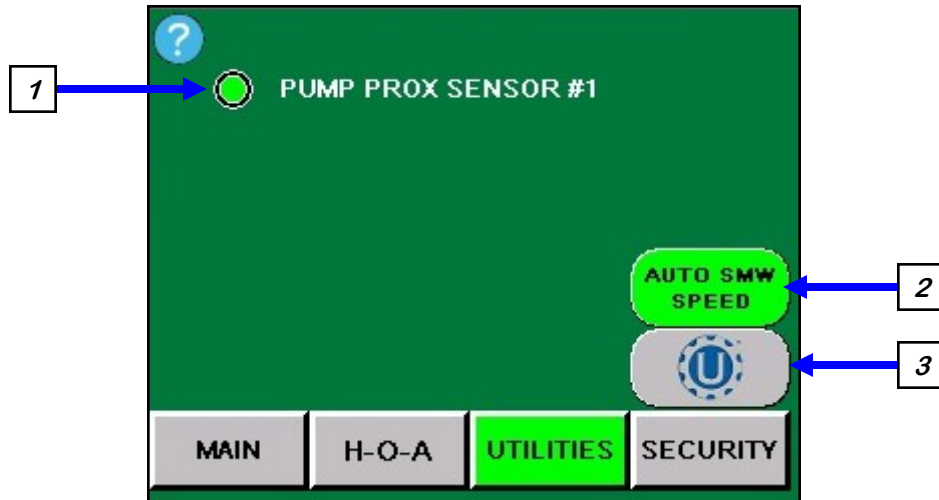 ?
1
PUMP PROX SENSOR #1
AUTO SMW
SPEED
2
U
3
MAIN H-O-A UTILITIES SECURITY